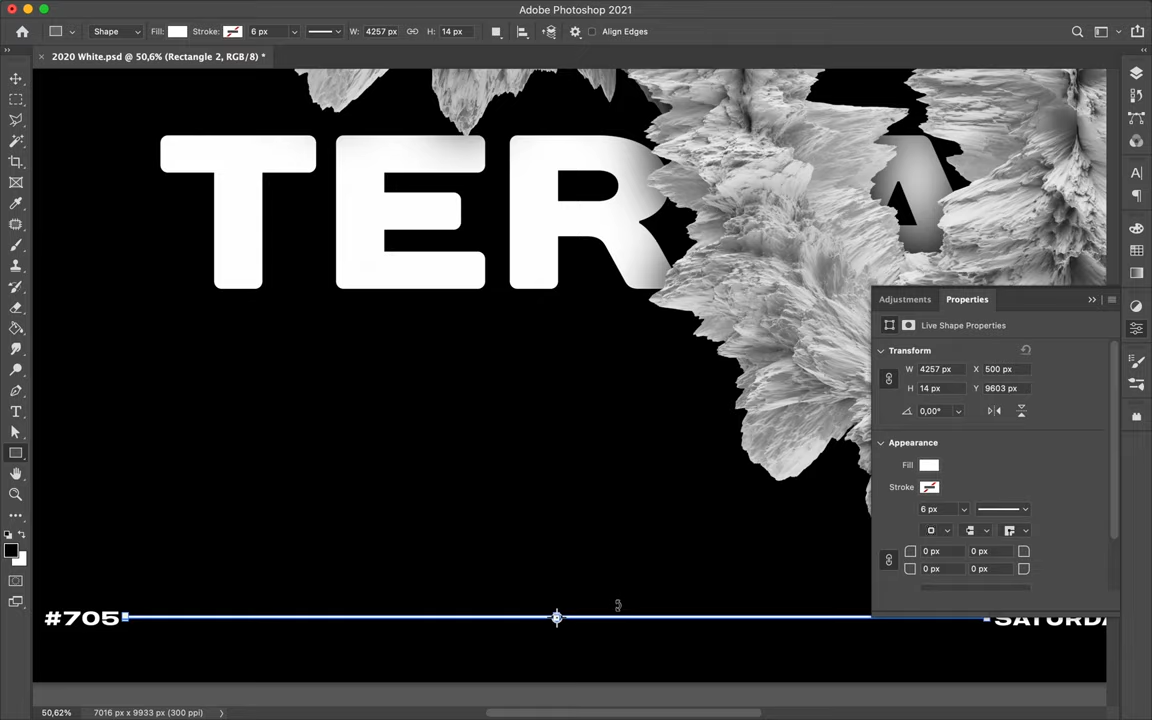 Adobe Photoshop 2021
Shape Fill: Stroke: 6 px W: 4257 px H: 14 px Align Edges
2020 White.psd @ 50,6% (Rectangle 2, RGB/8) *
TERRA
Adjustments Properties
Live Shape Properties
Transform
W 4257 px X 500 px
H 14 px Y 9603 px
0,00°
Appearance
Fill
Stroke
6 px
0 px 0 px
0 px 0 px
#705 SATURDA
50,62% 7016 px x 9933 px (300 ppi)